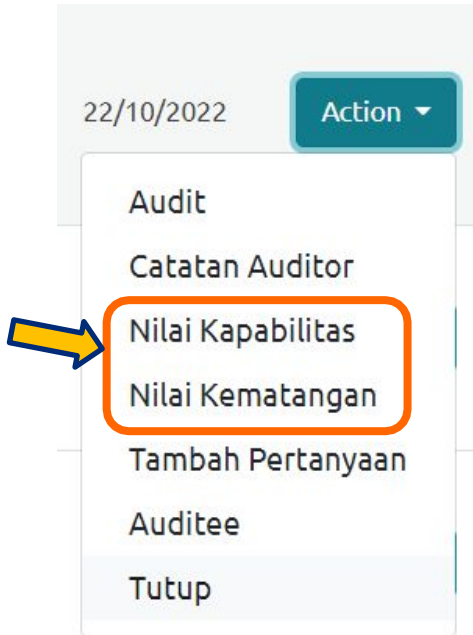 22/10/2022 Action
Audit
Catatan Auditor
Nilai Kapabilitas
Nilai Kematangan
Tambah Pertanyaan
Auditee
Tutup